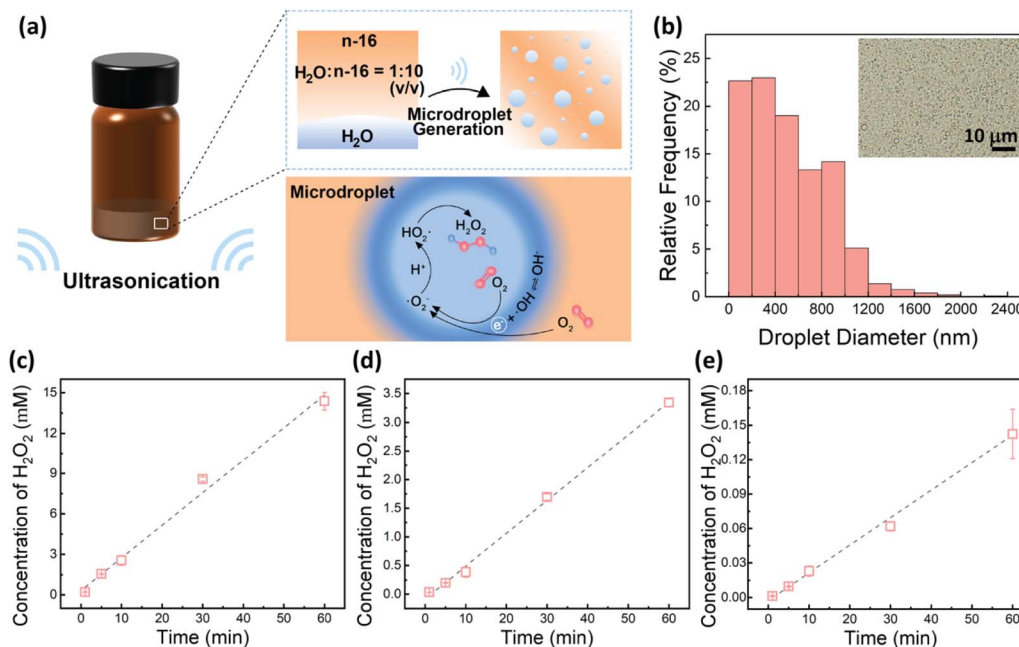 (a)
n-16
H₂O:n-16 = 1:10
(v/v)
Microdroplet
Generation
H₂O
Ultrasonication
Microdroplet
HO₂·
H₂O₂
H⁺
O₂
·O₂⁻
e⁻ + ·OH ⇌ OH⁻
O₂
(b)
Relative Frequency (%)
25
20
15
10
5
0
10 μm
0 400 800 1200 1600 2000 2400
Droplet Diameter (nm)
(c)
Concentration of H₂O₂ (mM)
15
12
9
6
3
0
0 10 20 30 40 50 60
Time (min)
(d)
Concentration of H₂O₂ (mM)
3.5
3.0
2.5
2.0
1.5
1.0
0.5
0.0
0 10 20 30 40 50 60
Time (min)
(e)
Concentration of H₂O₂ (mM)
0.18
0.15
0.12
0.09
0.06
0.03
0.00
0 10 20 30 40 50 60
Time (min)